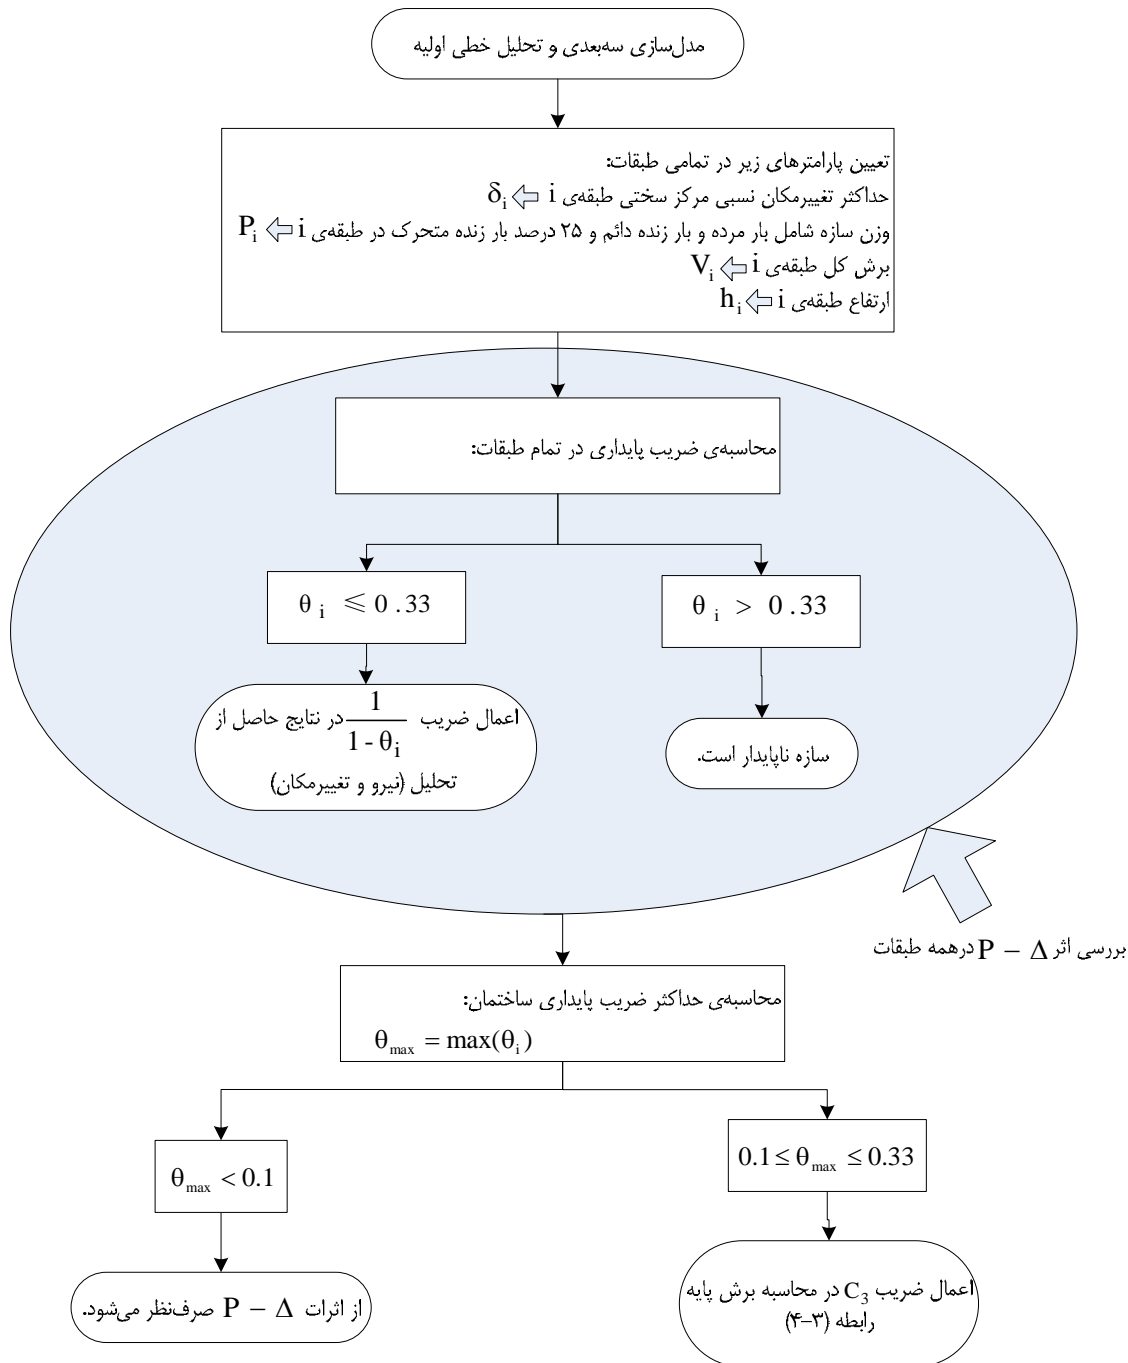 مدل‌سازی سه‌بعدی و تحلیل خطی اولیه
تعیین پارامترهای زیر در تمامی طبقات:
حداکثر تغییرمکان نسبی مرکز سختی طبقه‌ی i ⇦ δi
وزن سازه شامل بار مرده و بار زنده دائم و ۲۵ درصد بار زنده متحرک در طبقه‌ی i ⇦ Pi
برش کل طبقه‌ی i ⇦ Vi
ارتفاع طبقه‌ی i ⇦ hi
محاسبه‌ی ضریب پایداری در تمام طبقات:
θi > 0.33
θi ≤ 0.33
اعمال ضریب 1/(1-θi) در نتایج حاصل از
تحلیل (نیرو و تغییرمکان)
سازه ناپایدار است.
بررسی اثر P − Δ درهمه طبقات
محاسبه‌ی حداکثر ضریب پایداری ساختمان:
θmax = max(θi)
0.1 ≤ θmax ≤ 0.33
θmax < 0.1
اعمال ضریب C3 در محاسبه برش پایه
رابطه (۳-۴)
از اثرات P − Δ صرف‌نظر می‌شود.